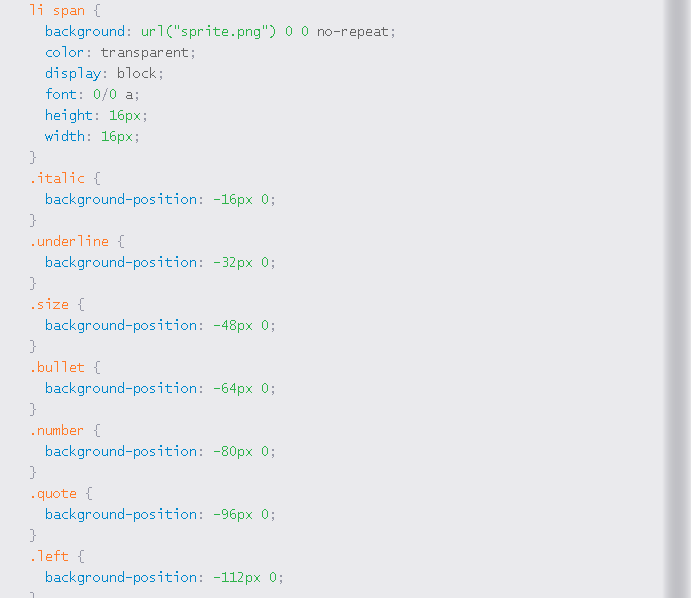 li span {
background: url("sprite.png") 0 0 no-repeat;
color: transparent;
display: block;
font: 0/0 a;
height: 16px;
width: 16px;
}
.italic {
background-position: -16px 0;
}
.underline {
background-position: -32px 0;
}
.size {
background-position: -48px 0;
}
.bullet {
background-position: -64px 0;
}
.number {
background-position: -80px 0;
}
.quote {
background-position: -96px 0;
}
.left {
background-position: -112px 0;
}